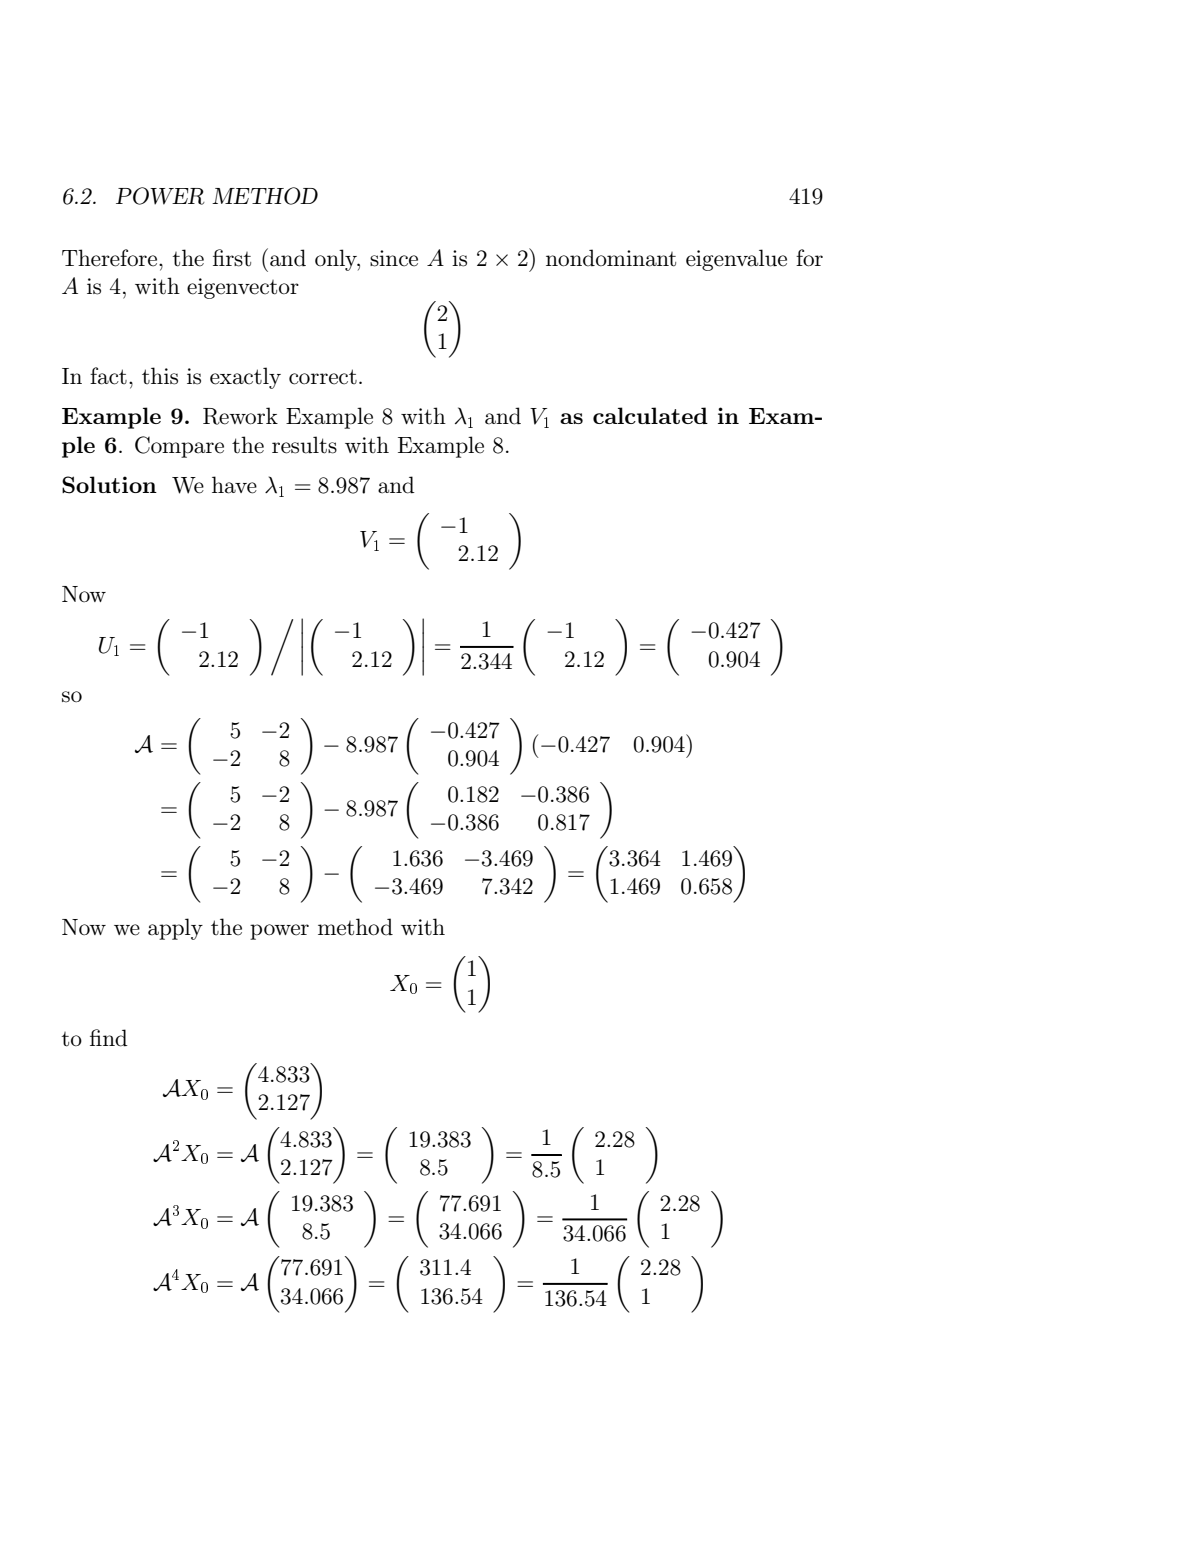 6.2. POWER METHOD 419
Therefore, the first (and only, since A is 2 × 2) nondominant eigenvalue for
A is 4, with eigenvector
(2
1)
In fact, this is exactly correct.
Example 9. Rework Example 8 with λ₁ and V₁ as calculated in Exam-
ple 6. Compare the results with Example 8.
Solution We have λ₁ = 8.987 and
V₁ = (−1
2.12)
Now
U₁ = (−1; 2.12) / |(−1; 2.12)| = 1/2.344 (−1; 2.12) = (−0.427; 0.904)
so
𝒜 = (5 −2; −2 8) − 8.987 (−0.427; 0.904) (−0.427 0.904)
= (5 −2; −2 8) − 8.987 (0.182 −0.386; −0.386 0.817)
= (5 −2; −2 8) − (1.636 −3.469; −3.469 7.342) = (3.364 1.469; 1.469 0.658)
Now we apply the power method with
X₀ = (1
1)
to find
𝒜X₀ = (4.833; 2.127)
𝒜²X₀ = 𝒜 (4.833; 2.127) = (19.383; 8.5) = 1/8.5 (2.28; 1)
𝒜³X₀ = 𝒜 (19.383; 8.5) = (77.691; 34.066) = 1/34.066 (2.28; 1)
𝒜⁴X₀ = 𝒜 (77.691; 34.066) = (311.4; 136.54) = 1/136.54 (2.28; 1)